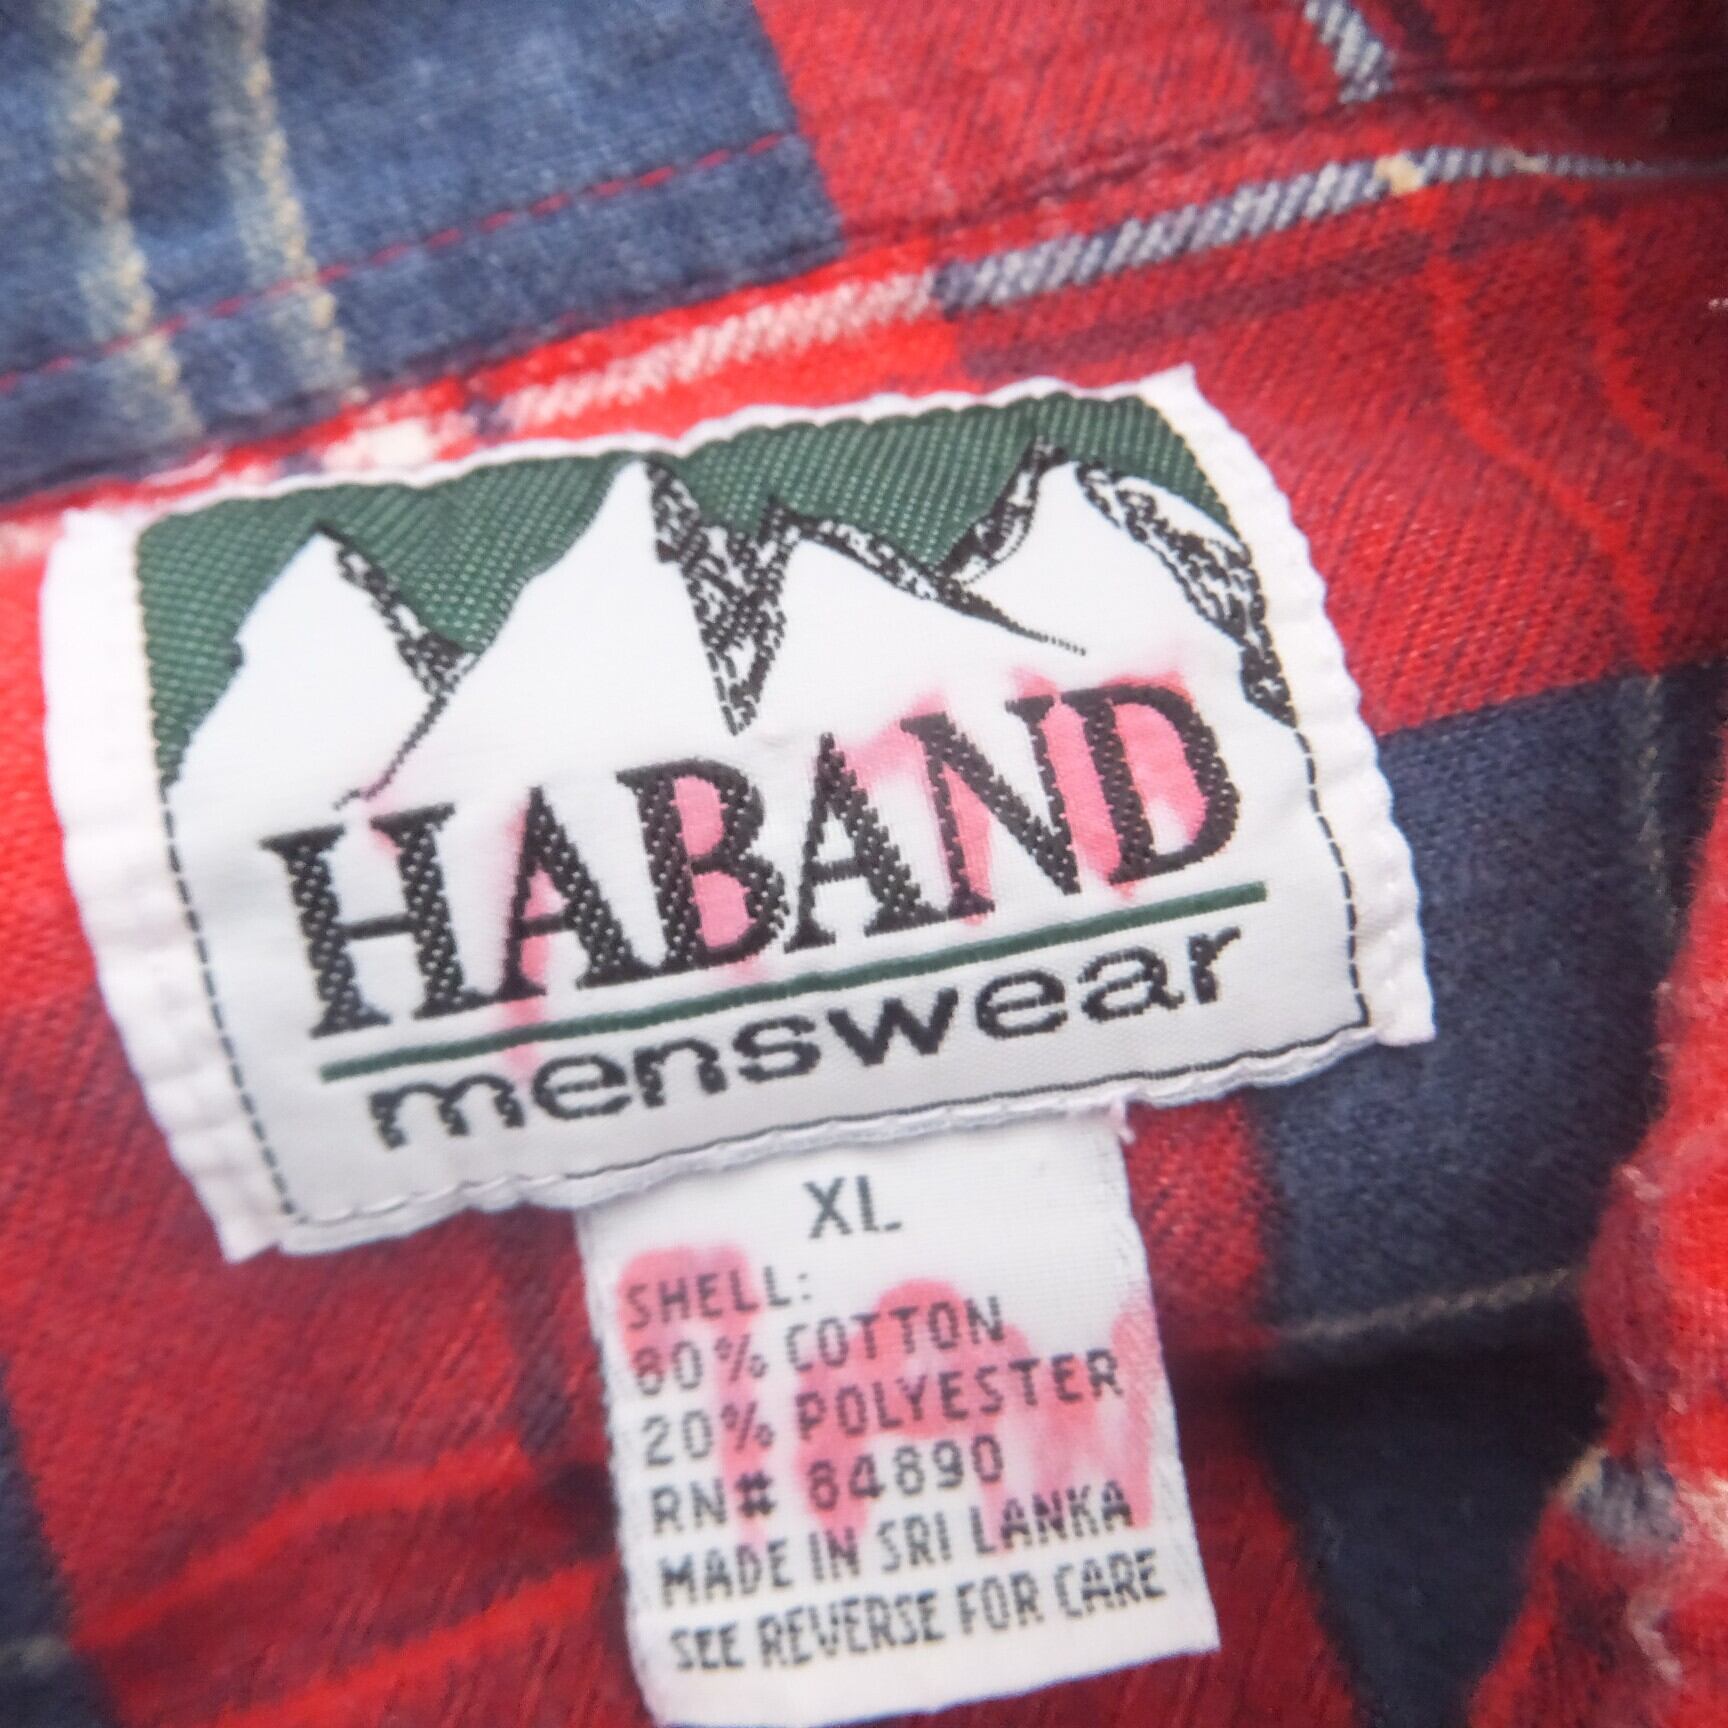 HABAND
menswear
XL
SHELL:
80% COTTON
20% POLYESTER
RN# 84890
MADE IN SRI LANKA
SEE REVERSE FOR CARE